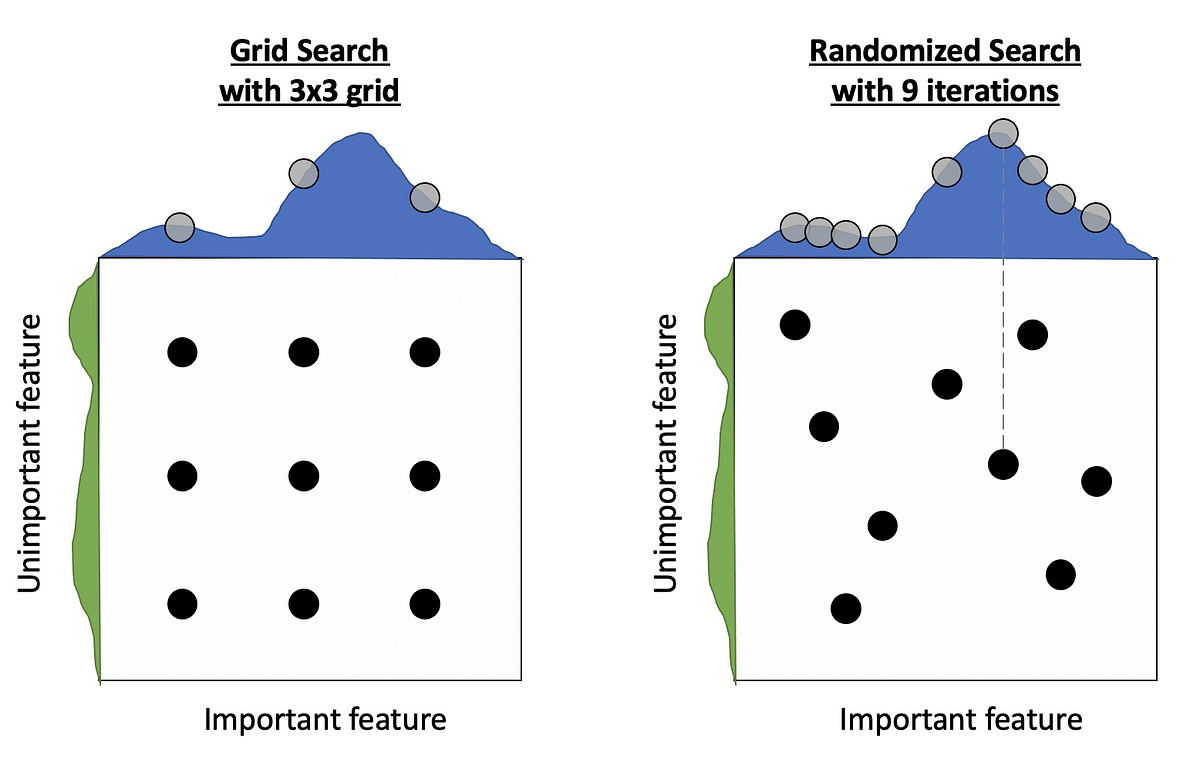 Grid Search
with 3x3 grid
Unimportant feature
Important feature
Randomized Search
with 9 iterations
Unimportant feature
Important feature